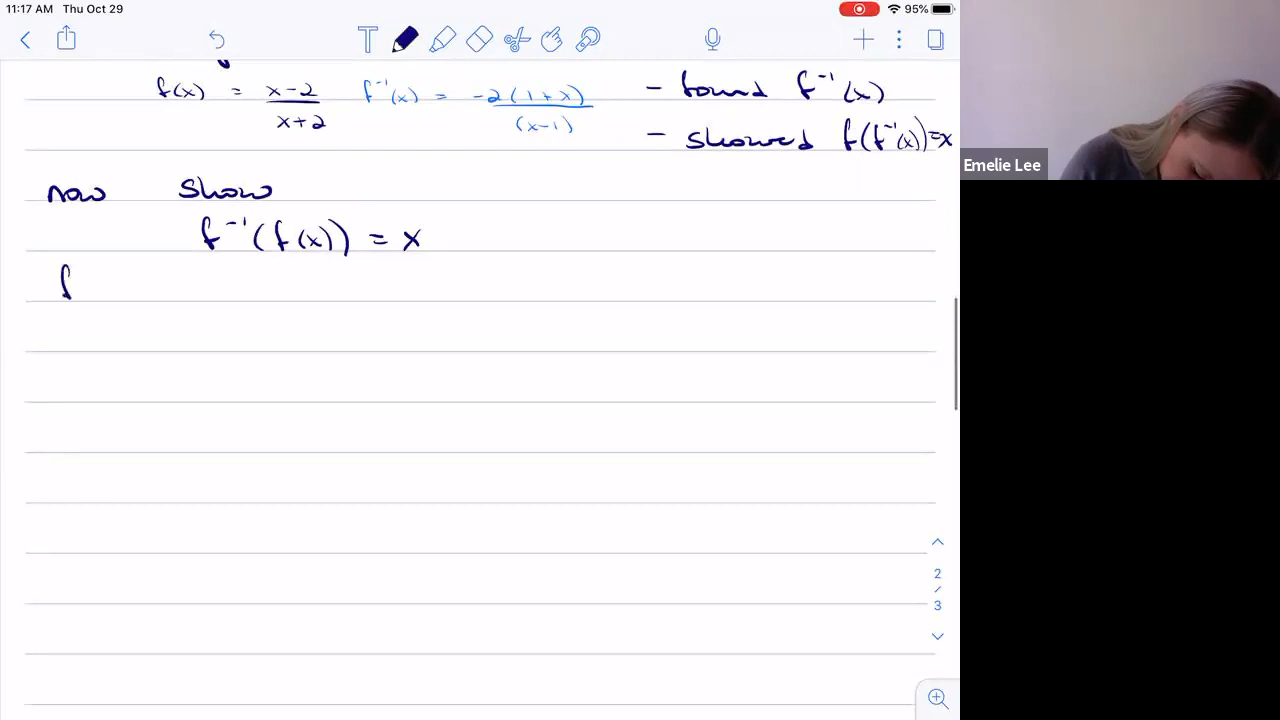 11:17 AM Thu Oct 29
95%
f(x) = x-2 / x+2 f⁻¹(x) = -2(1+x) / (x-1)
- found f⁻¹(x)
- showed f(f⁻¹(x))=x
Emelie Lee
now show
f⁻¹(f(x)) = x
f
2
/
3